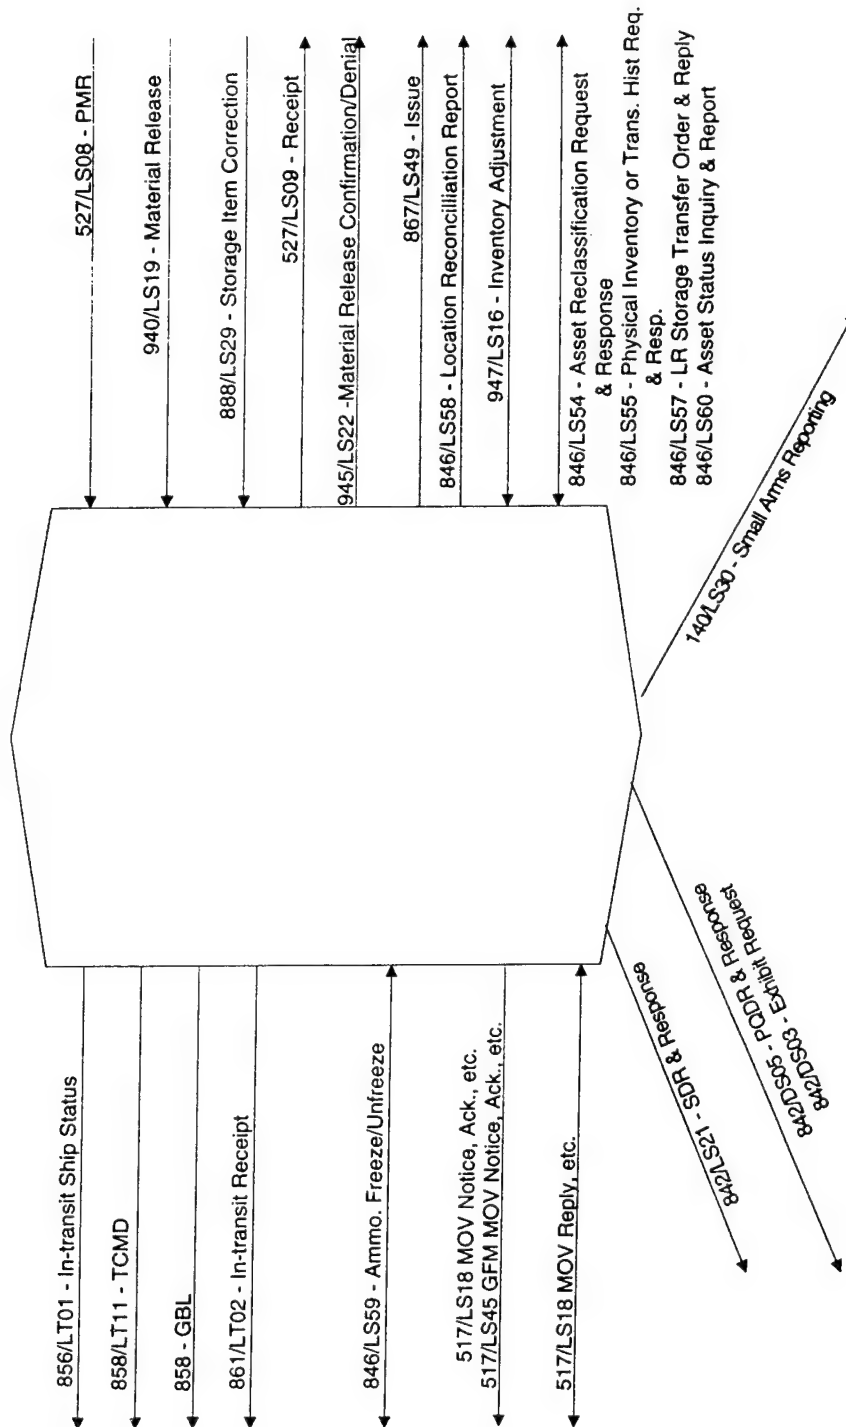 856/LT01 - In-transit Ship Status
858/LT11 - TCMD
858 - GBL
861/LT02 - In-transit Receipt
846/LS59 - Ammo. Freeze/Unfreeze
517/LS18 MOV Notice, Ack., etc.
517/LS45 GFM MOV Notice, Ack., etc.
517/LS18 MOV Reply, etc.
842/LS21 - SDR & Response
842/DS05 - PQDR & Response
842/DS03 - Exhibit Request
527/LS08 - PMR
940/LS19 - Material Release
888/LS29 - Storage Item Correction
527/LS09 - Receipt
945/LS22 -Material Release Confirmation/Denial
867/LS49 - Issue
846/LS58 - Location Reconcilliation Report
947/LS16 - Inventory Adjustment
846/LS54 - Asset Reclassification Request
& Response
846/LS55 - Physical Inventory or Trans. Hist Req.
& Resp.
846/LS57 - LR Storage Transfer Order & Reply
846/LS60 - Asset Status Inquiry & Report
140/LS30 - Small Arms Reporting